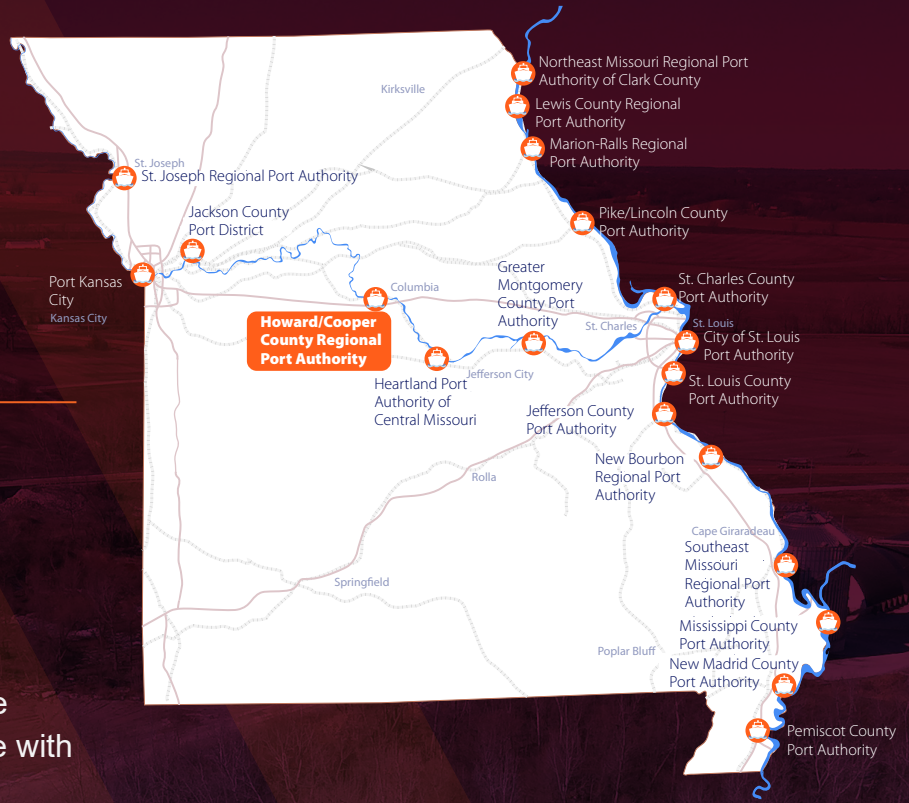 Northeast Missouri Regional Port
Authority of Clark County
Kirksville
Lewis County Regional
Port Authority
Marion-Ralls Regional
Port Authority
St. Joseph
St. Joseph Regional Port Authority
Jackson County
Port District
Pike/Lincoln County
Port Authority
Port Kansas
City
Kansas City
Columbia
Greater
Montgomery
County Port
Authority
St. Charles County
Port Authority
St. Charles
St. Louis
Howard/Cooper
County Regional
Port Authority
City of St. Louis
Port Authority
Jefferson City
Heartland Port
Authority of
Central Missouri
St. Louis County
Port Authority
Jefferson County
Port Authority
New Bourbon
Regional Port
Authority
Rolla
Cape Giraradeau
Southeast
Missouri
Regional Port
Authority
Springfield
Mississippi County
Port Authority
Poplar Bluff
New Madrid County
Port Authority
Pemiscot County
Port Authority
e
e with